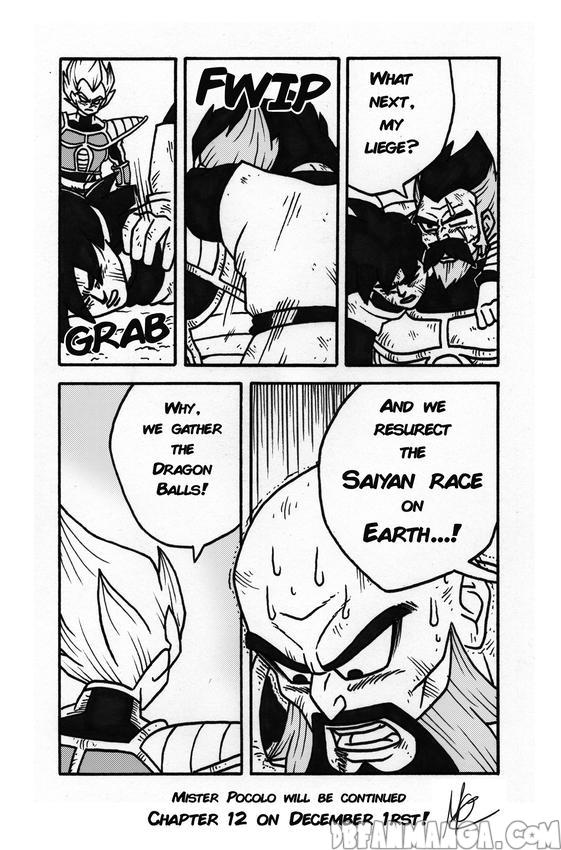 GRAB
FWIP
WHAT
NEXT,
MY
LIEGE?
WHY,
WE GATHER
THE
DRAGON
BALLS!
AND WE
RESURECT
THE
SAIYAN RACE
ON
EARTH...!
MISTER POCOLO WILL BE CONTINUED
CHAPTER 12 ON DECEMBER 1RST!
DBFANMANGA.COM